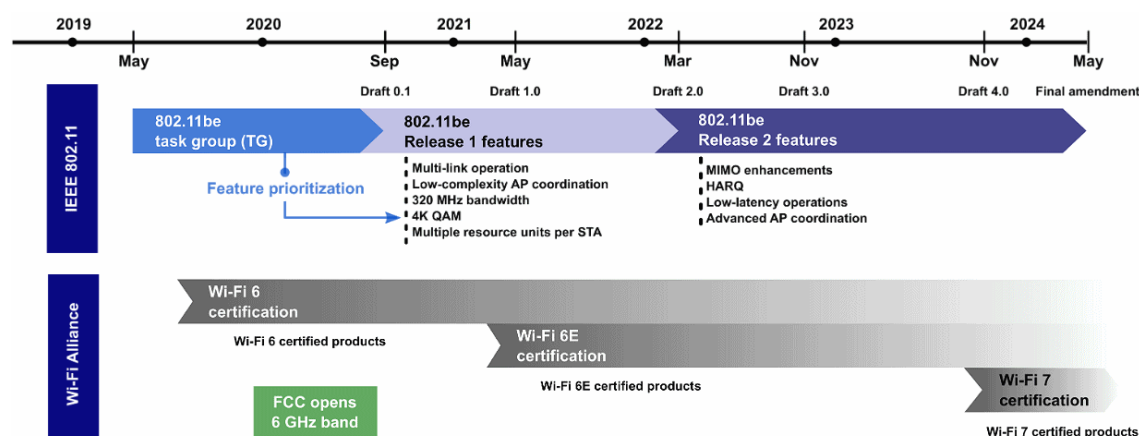 2019 2020 2021 2022 2023 2024
May Sep May Mar Nov Nov May
Draft 0.1 Draft 1.0 Draft 2.0 Draft 3.0 Draft 4.0 Final amendment
IEEE 802.11
802.11be
task group (TG)
802.11be
Release 1 features
802.11be
Release 2 features
Feature prioritization
Multi-link operation
Low-complexity AP coordination
320 MHz bandwidth
4K QAM
Multiple resource units per STA
MIMO enhancements
HARQ
Low-latency operations
Advanced AP coordination
Wi-Fi Alliance
Wi-Fi 6
certification
Wi-Fi 6 certified products
Wi-Fi 6E
certification
Wi-Fi 6E certified products
Wi-Fi 7
certification
Wi-Fi 7 certified products
FCC opens
6 GHz band